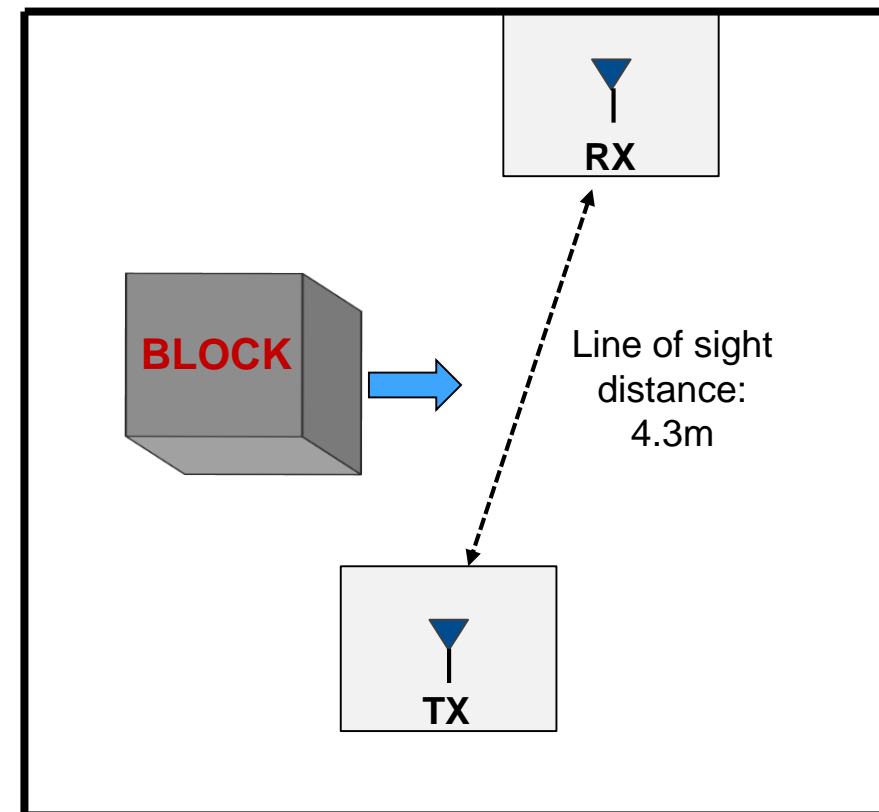 RX
BLOCK
Line of sight
distance:
4.3m
TX